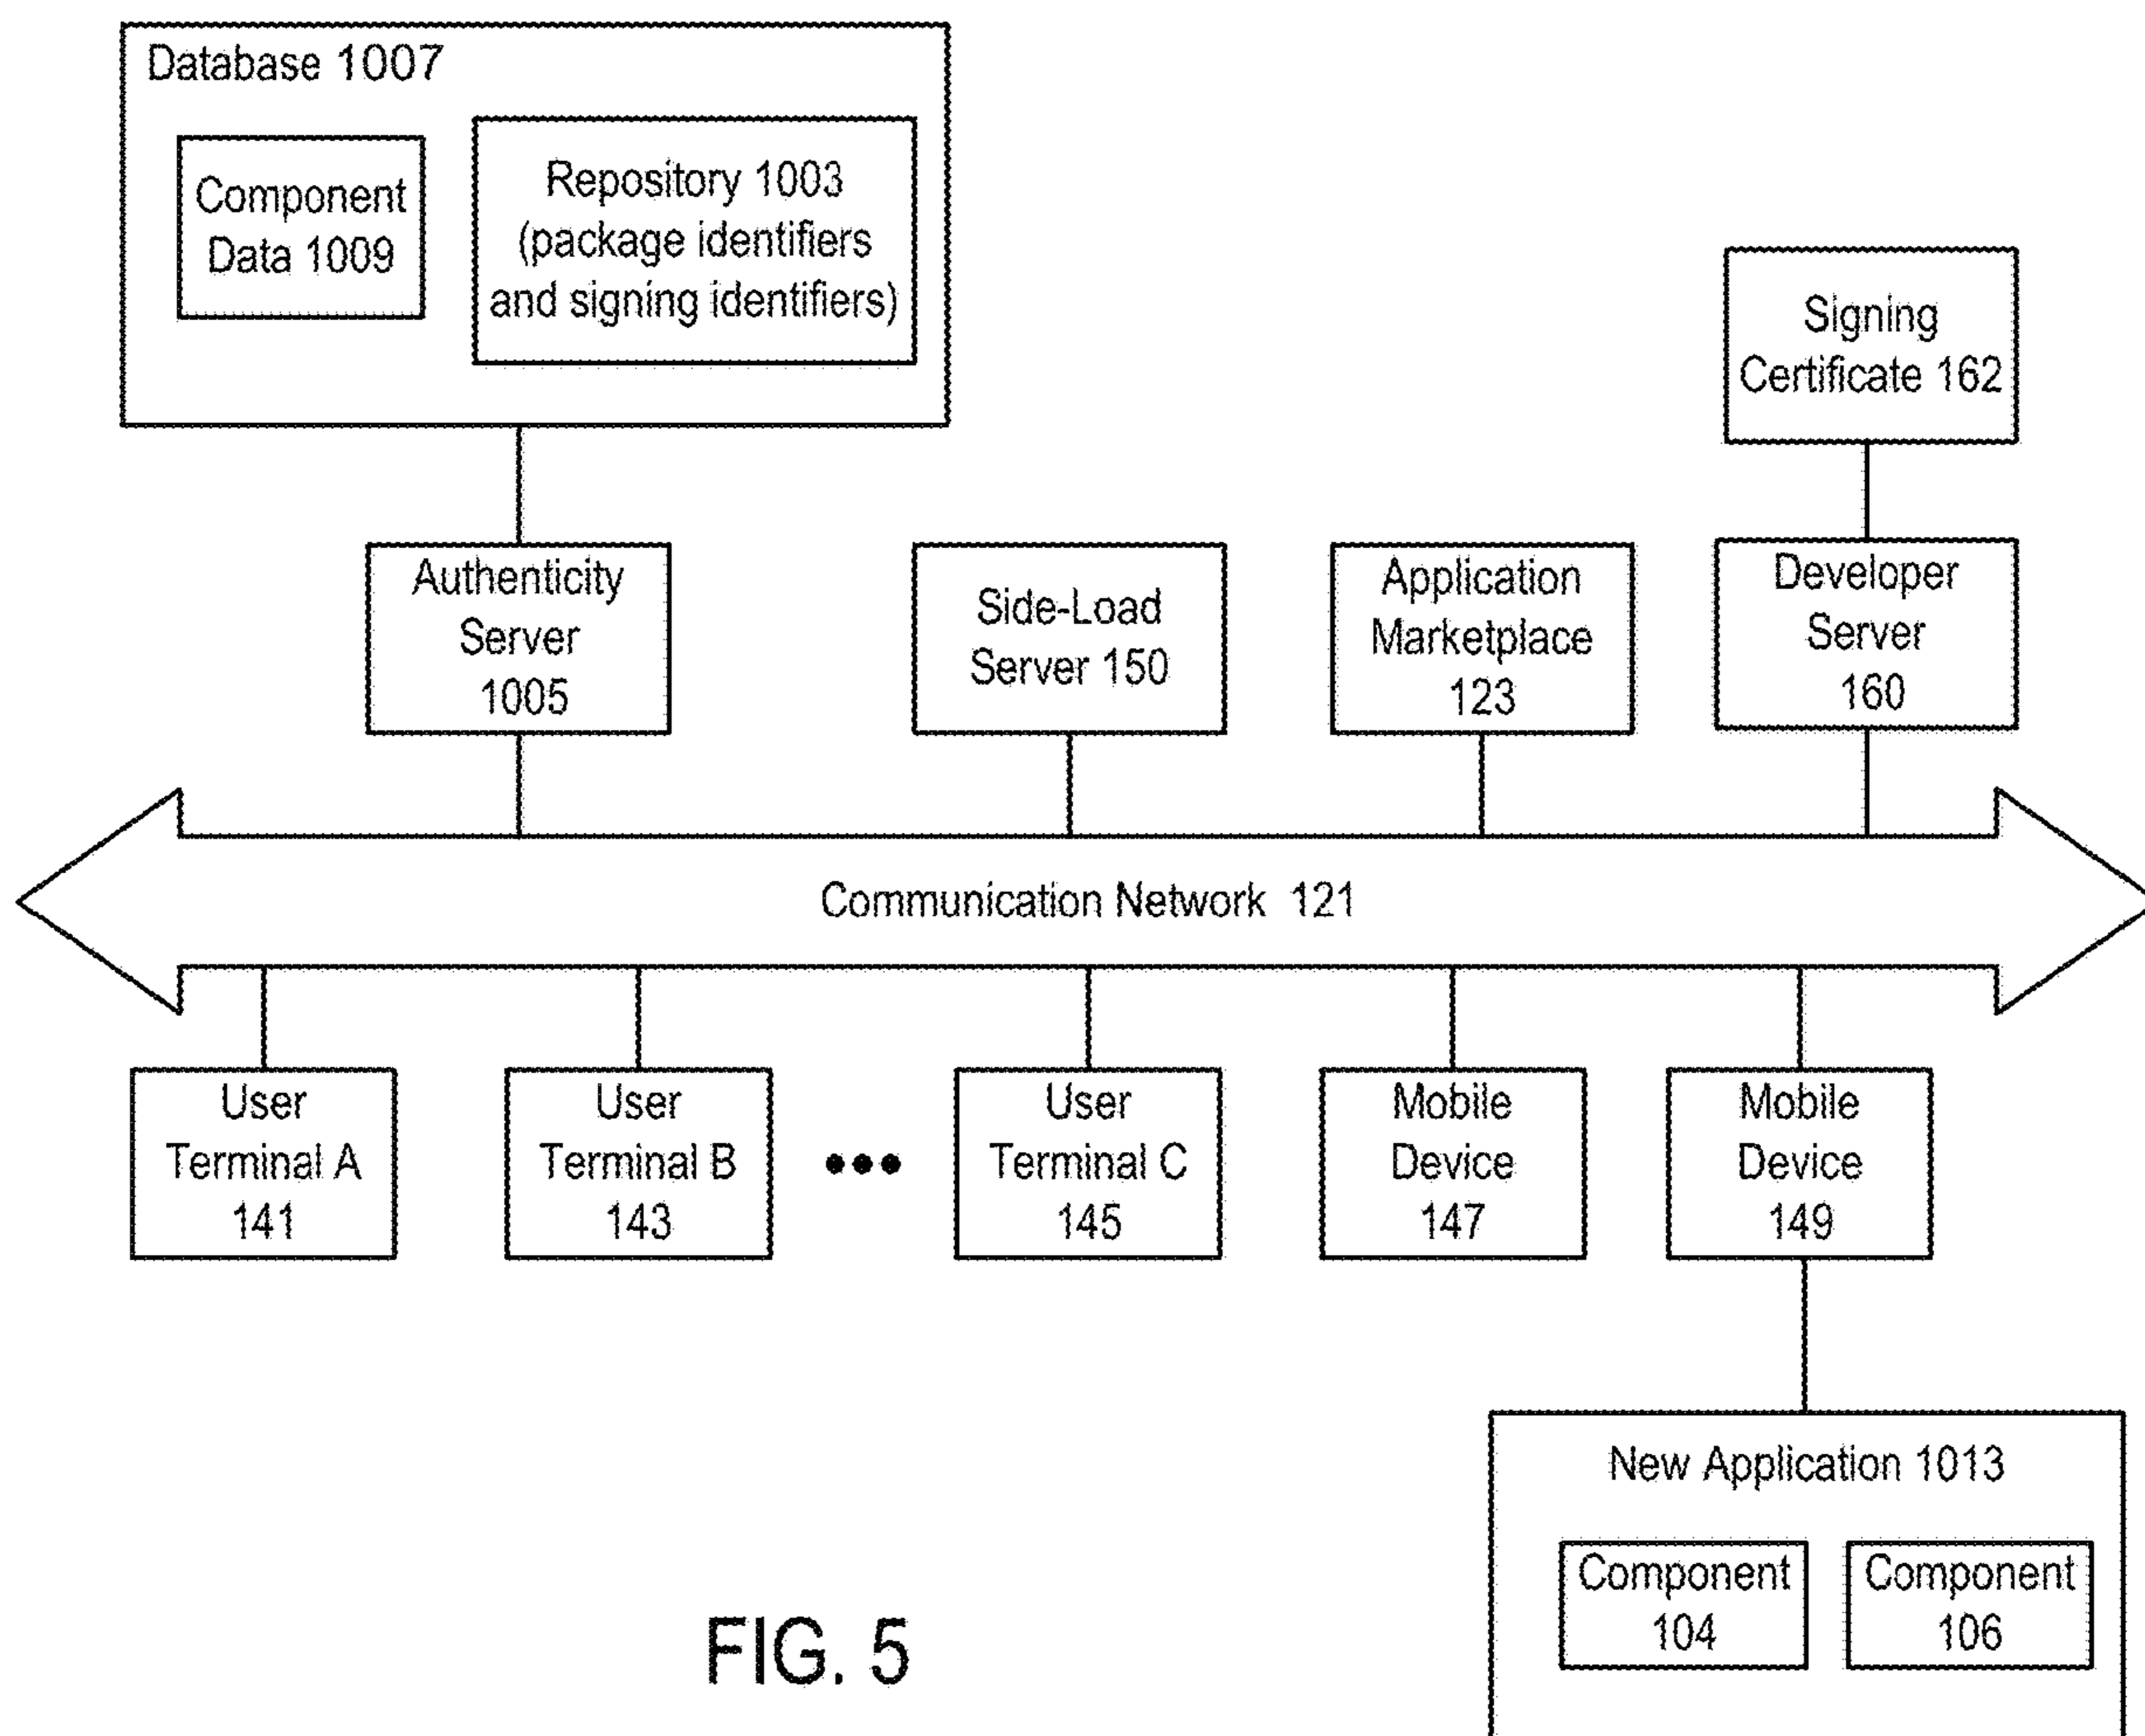 Database 1007
Component
Data 1009
Repository 1003
(package identifiers
and signing identifiers)
Signing
Certificate 162
Authenticity
Server
1005
Side-Load
Server 150
Application
Marketplace
123
Developer
Server
160
Communication Network 121
User
Terminal A
141
User
Terminal B
143
•••
User
Terminal C
145
Mobile
Device
147
Mobile
Device
149
New Application 1013
Component
104
Component
106
FIG. 5